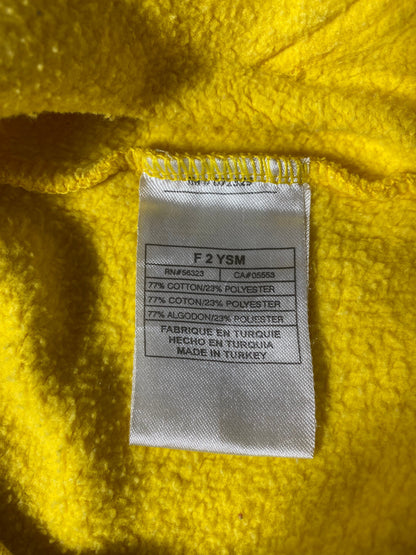 F 2 YSM
RN#56323 CA#05553
77% COTTON/23% POLYESTER
77% COTON/23% POLYESTER
77% ALGODON/23% POLIESTER
FABRIQUE EN TURQUIE
HECHO EN TURQUIA
MADE IN TURKEY